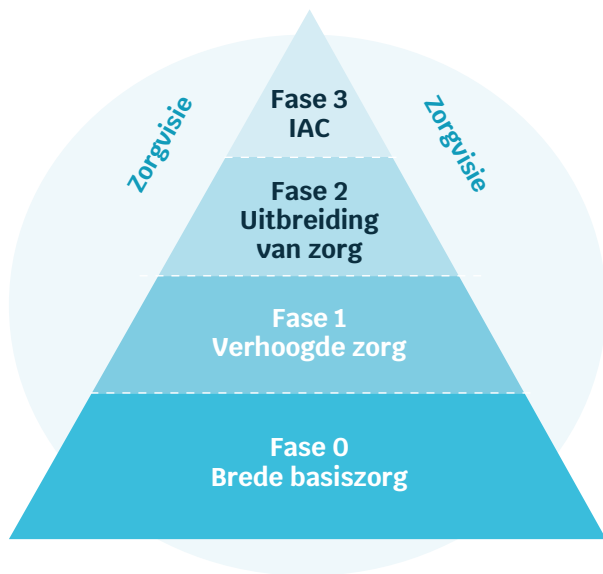 Zorgvisie
Zorgvisie
Fase 3
IAC
Fase 2
Uitbreiding
van zorg
Fase 1
Verhoogde zorg
Fase 0
Brede basiszorg